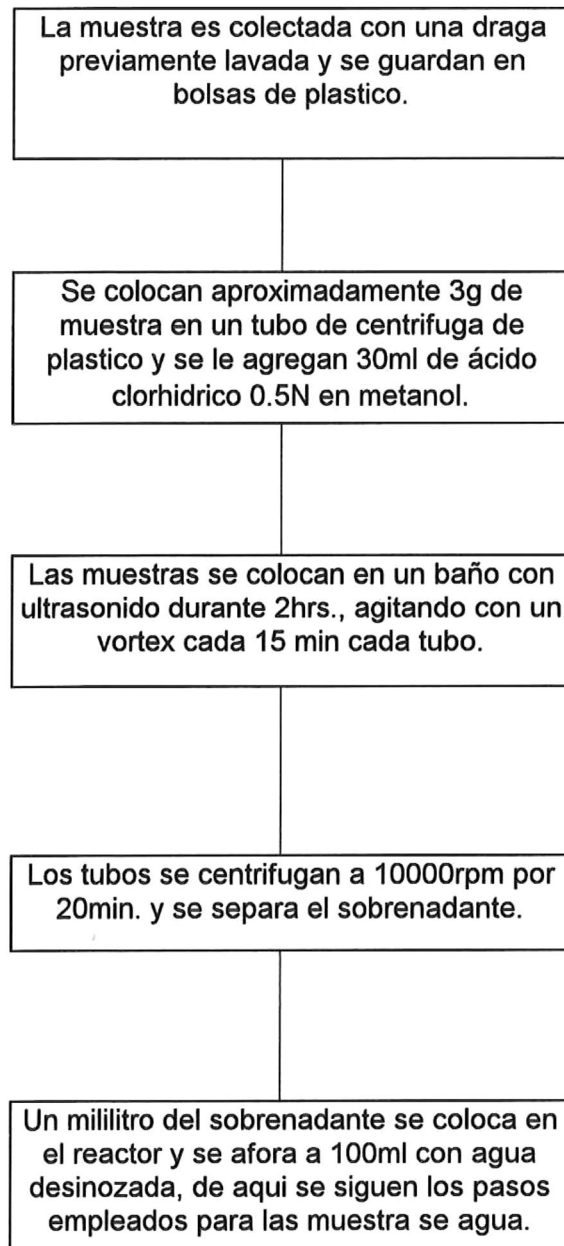 La muestra es colectada con una draga
previamente lavada y se guardan en
bolsas de plastico.
Se colocan aproximadamente 3g de
muestra en un tubo de centrifuga de
plastico y se le agregan 30ml de ácido
clorhidrico 0.5N en metanol.
Las muestras se colocan en un baño con
ultrasonido durante 2hrs., agitando con un
vortex cada 15 min cada tubo.
Los tubos se centrifugan a 10000rpm por
20min. y se separa el sobrenadante.
Un mililitro del sobrenadante se coloca en
el reactor y se afora a 100ml con agua
desinozada, de aqui se siguen los pasos
empleados para las muestra se agua.